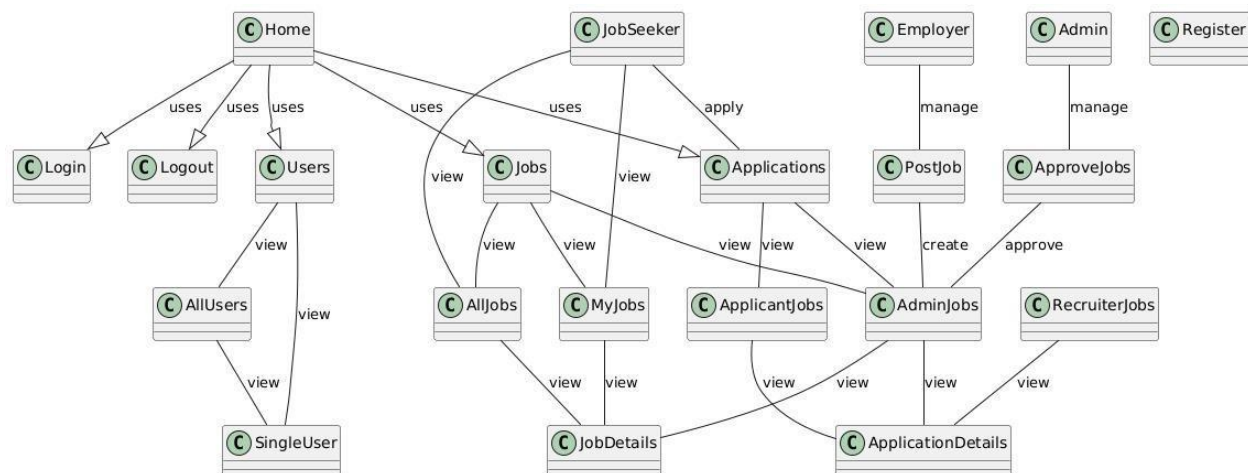 C Home
C JobSeeker
C Employer
C Admin
C Register
uses
uses
uses
uses
uses
apply
manage
manage
C Login
C Logout
C Users
C Jobs
C Applications
C PostJob
C ApproveJobs
view
view
view
view
view
view
view
view
create
approve
view
C AllUsers
C AllJobs
C MyJobs
C ApplicantJobs
C AdminJobs
C RecruiterJobs
view
view
view
view
view
view
view
C SingleUser
C JobDetails
C ApplicationDetails